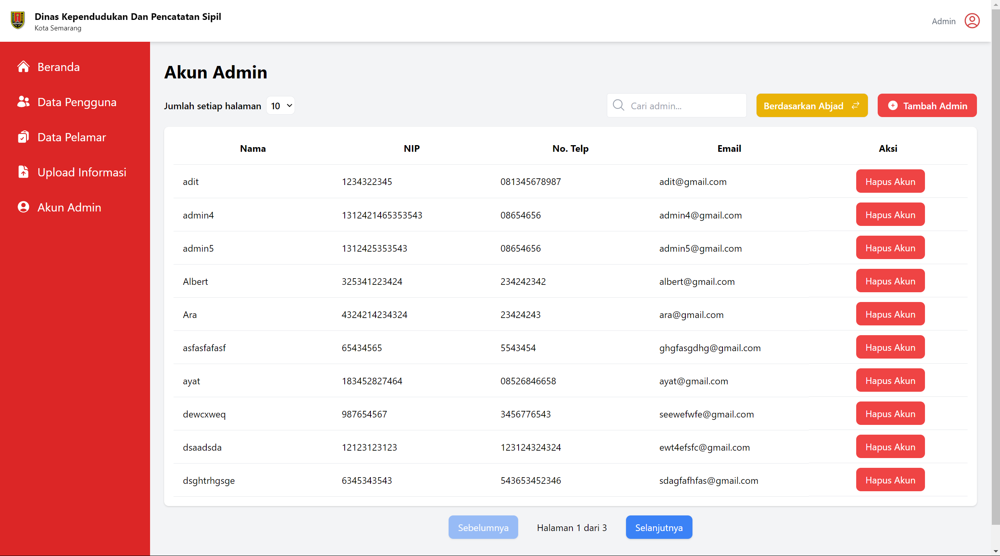 Dinas Kependudukan Dan Pencatatan Sipil
Kota Semarang
Admin
Beranda
Data Pengguna
Data Pelamar
Upload Informasi
Akun Admin
Akun Admin
Jumlah setiap halaman 10 Cari admin... Berdasarkan Abjad Tambah Admin
Nama NIP No. Telp Email Aksi
adit 1234322345 081345678987 adit@gmail.com Hapus Akun
admin4 1312421465353543 08654656 admin4@gmail.com Hapus Akun
admin5 1312425353543 08654656 admin5@gmail.com Hapus Akun
Albert 325341223424 234242342 albert@gmail.com Hapus Akun
Ara 4324214234324 23424243 ara@gmail.com Hapus Akun
asfasfafasf 65434565 5543454 ghgfasgdhg@gmail.com Hapus Akun
ayat 183452827464 08526846658 ayat@gmail.com Hapus Akun
dewcxweq 987654567 3456776543 seewefwfe@gmail.com Hapus Akun
dsaadsda 12123123123 123124324324 ewt4efsfc@gmail.com Hapus Akun
dsghtrhgsge 6345343543 543653452346 sdagfafhfas@gmail.com Hapus Akun
Sebelumnya Halaman 1 dari 3 Selanjutnya